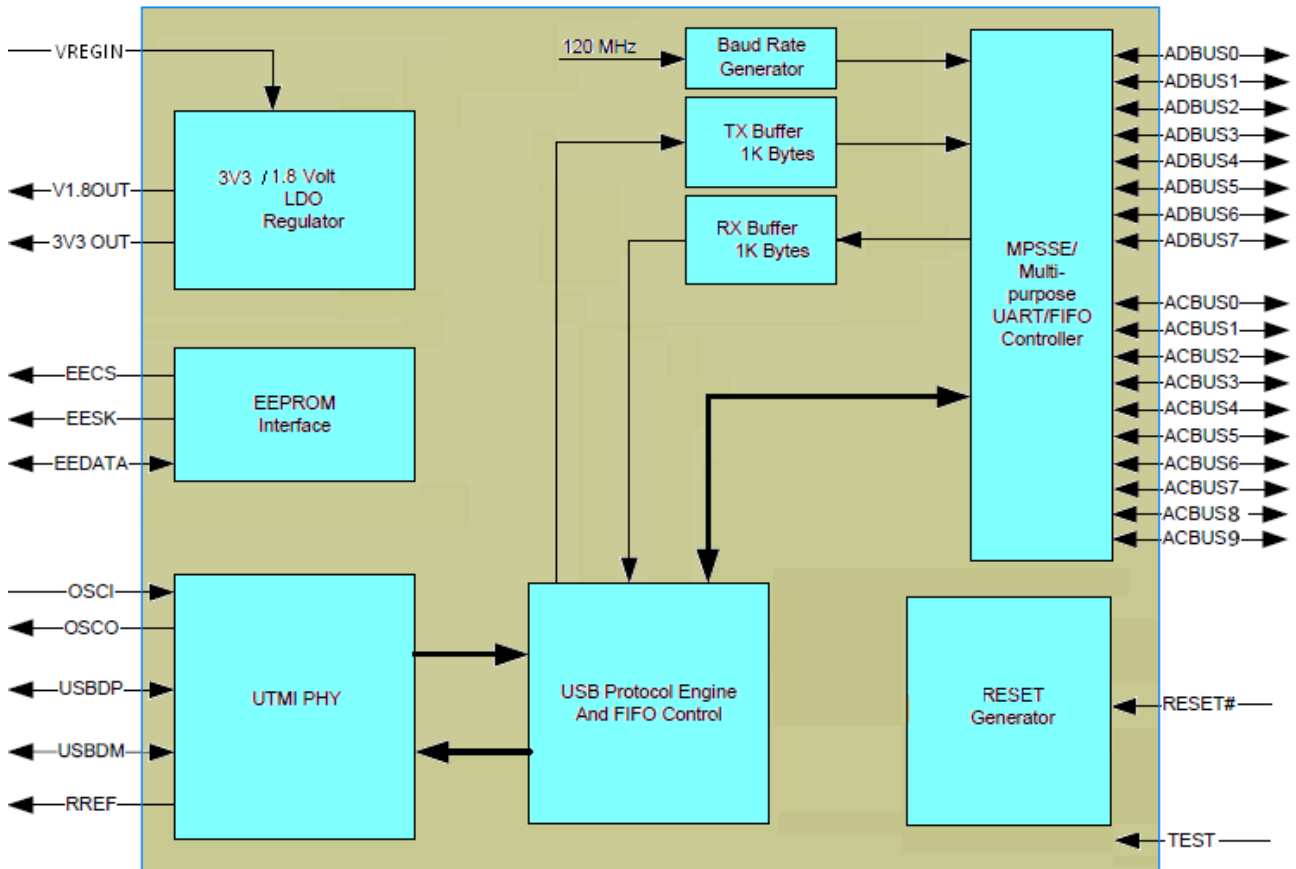 VREGIN
V1.8OUT
3V3 OUT
3V3 / 1.8 Volt
LDO
Regulator
EECS
EESK
EEDATA
EEPROM
Interface
OSCI
OSCO
USBDP
USBDM
RREF
UTMI PHY
120 MHz
Baud Rate
Generator
TX Buffer
1K Bytes
RX Buffer
1K Bytes
USB Protocol Engine
And FIFO Control
MPSSE/
Multi-
purpose
UART/FIFO
Controller
RESET
Generator
ADBUS0
ADBUS1
ADBUS2
ADBUS3
ADBUS4
ADBUS5
ADBUS6
ADBUS7
ACBUS0
ACBUS1
ACBUS2
ACBUS3
ACBUS4
ACBUS5
ACBUS6
ACBUS7
ACBUS8
ACBUS9
RESET#
TEST